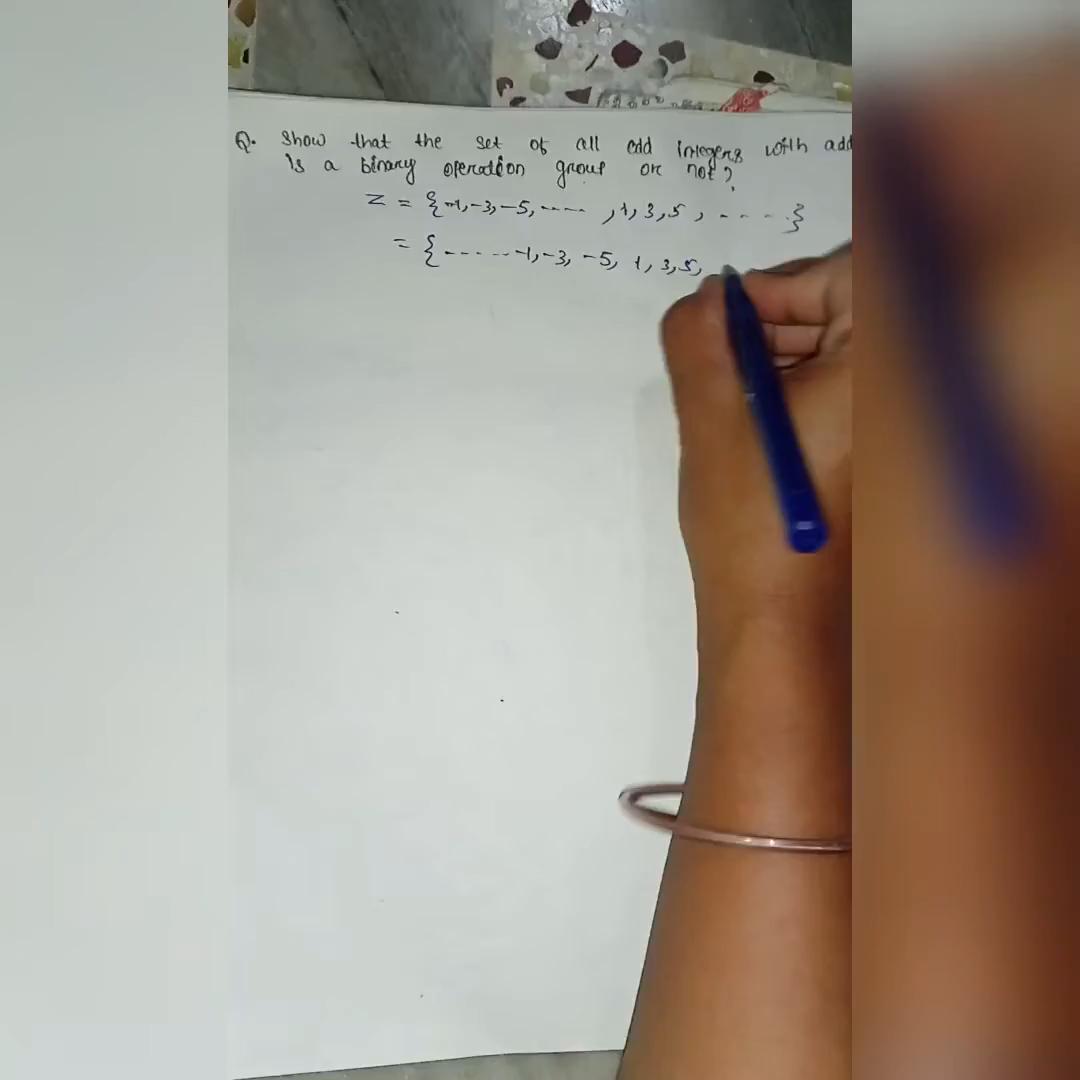 Q. Show that the set of all odd integers with add
is a binary operation group or not?
Z = {-1, -3, -5, ------ , 1, 3, 5, - - - - -}
= {------ -1, -3, -5, 1, 3, 5,